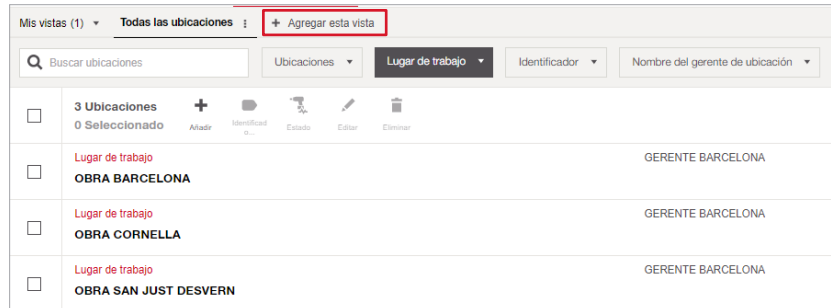 Mis vistas (1) Todas las ubicaciones + Agregar esta vista
Buscar ubicaciones Ubicaciones Lugar de trabajo Identificador Nombre del gerente de ubicación
3 Ubicaciones
0 Seleccionado Añadir Identificad o... Estado Editar Eliminar
Lugar de trabajo GERENTE BARCELONA
OBRA BARCELONA
Lugar de trabajo GERENTE BARCELONA
OBRA CORNELLA
Lugar de trabajo GERENTE BARCELONA
OBRA SAN JUST DESVERN